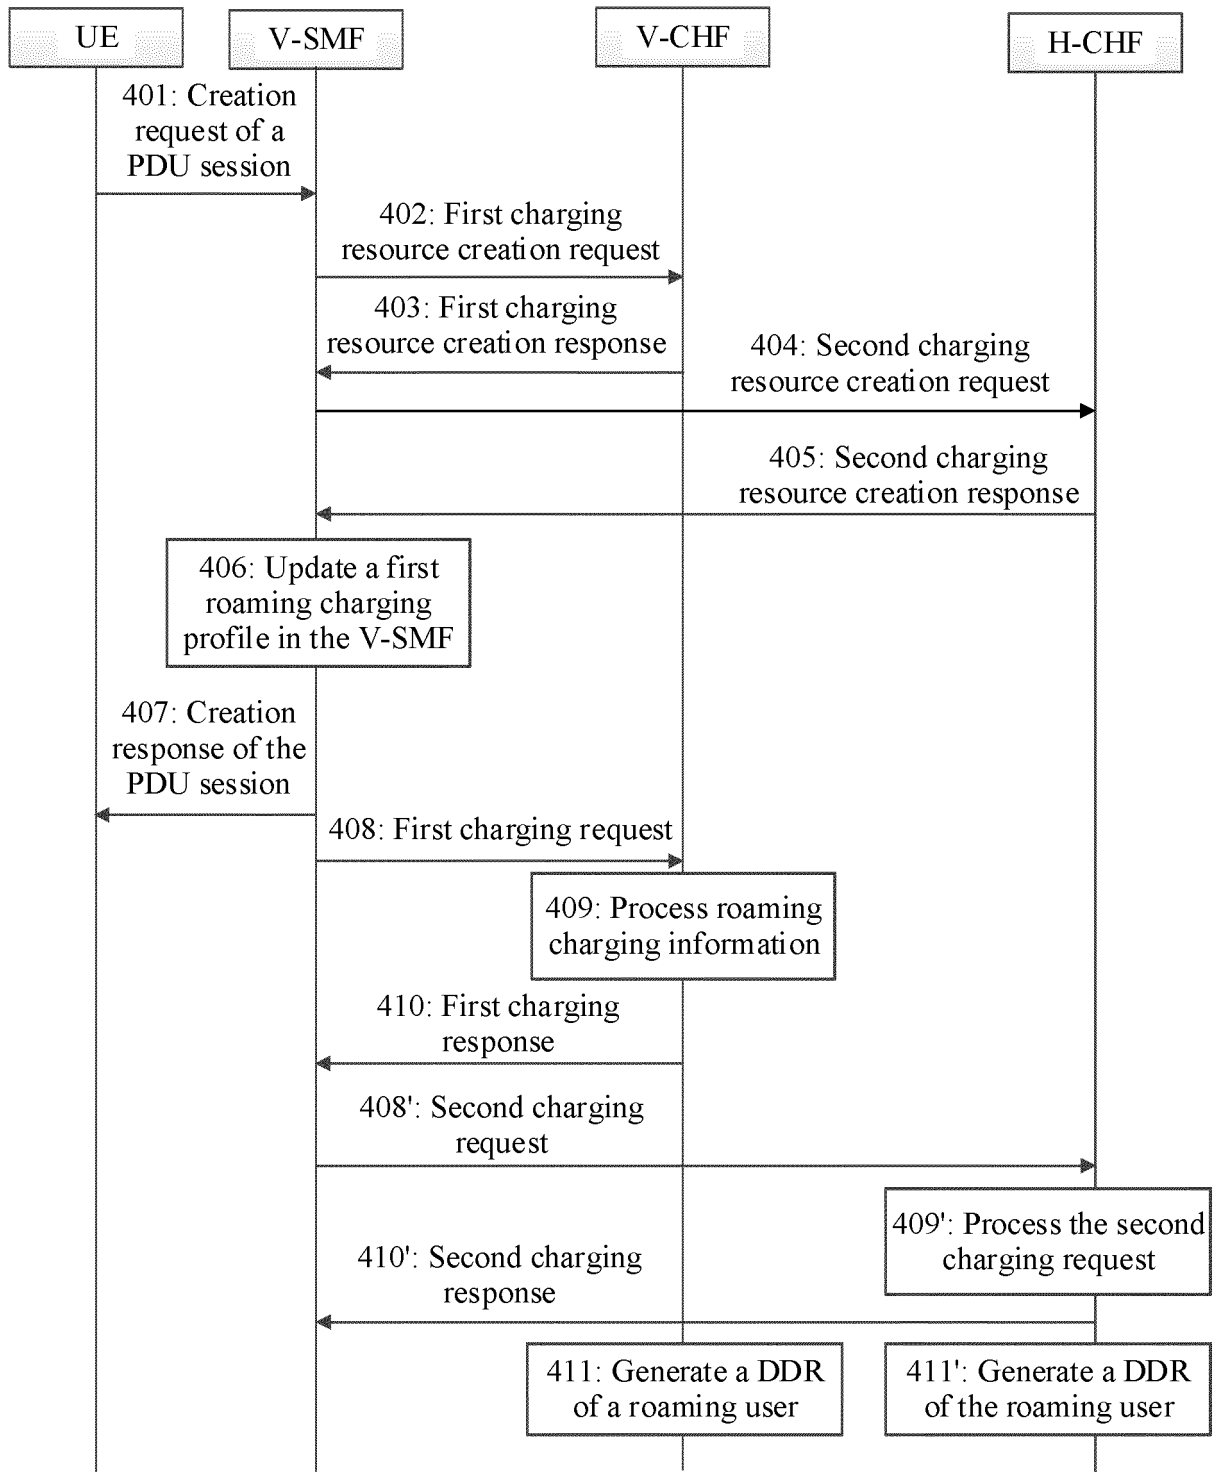 UE
V-SMF
V-CHF
H-CHF
401: Creation
request of a
PDU session
402: First charging
resource creation request
403: First charging
resource creation response
404: Second charging
resource creation request
405: Second charging
resource creation response
406: Update a first
roaming charging
profile in the V-SMF
407: Creation
response of the
PDU session
408: First charging request
409: Process roaming
charging information
410: First charging
response
408': Second charging
request
409': Process the second
charging request
410': Second charging
response
411: Generate a DDR
of a roaming user
411': Generate a DDR
of the roaming user